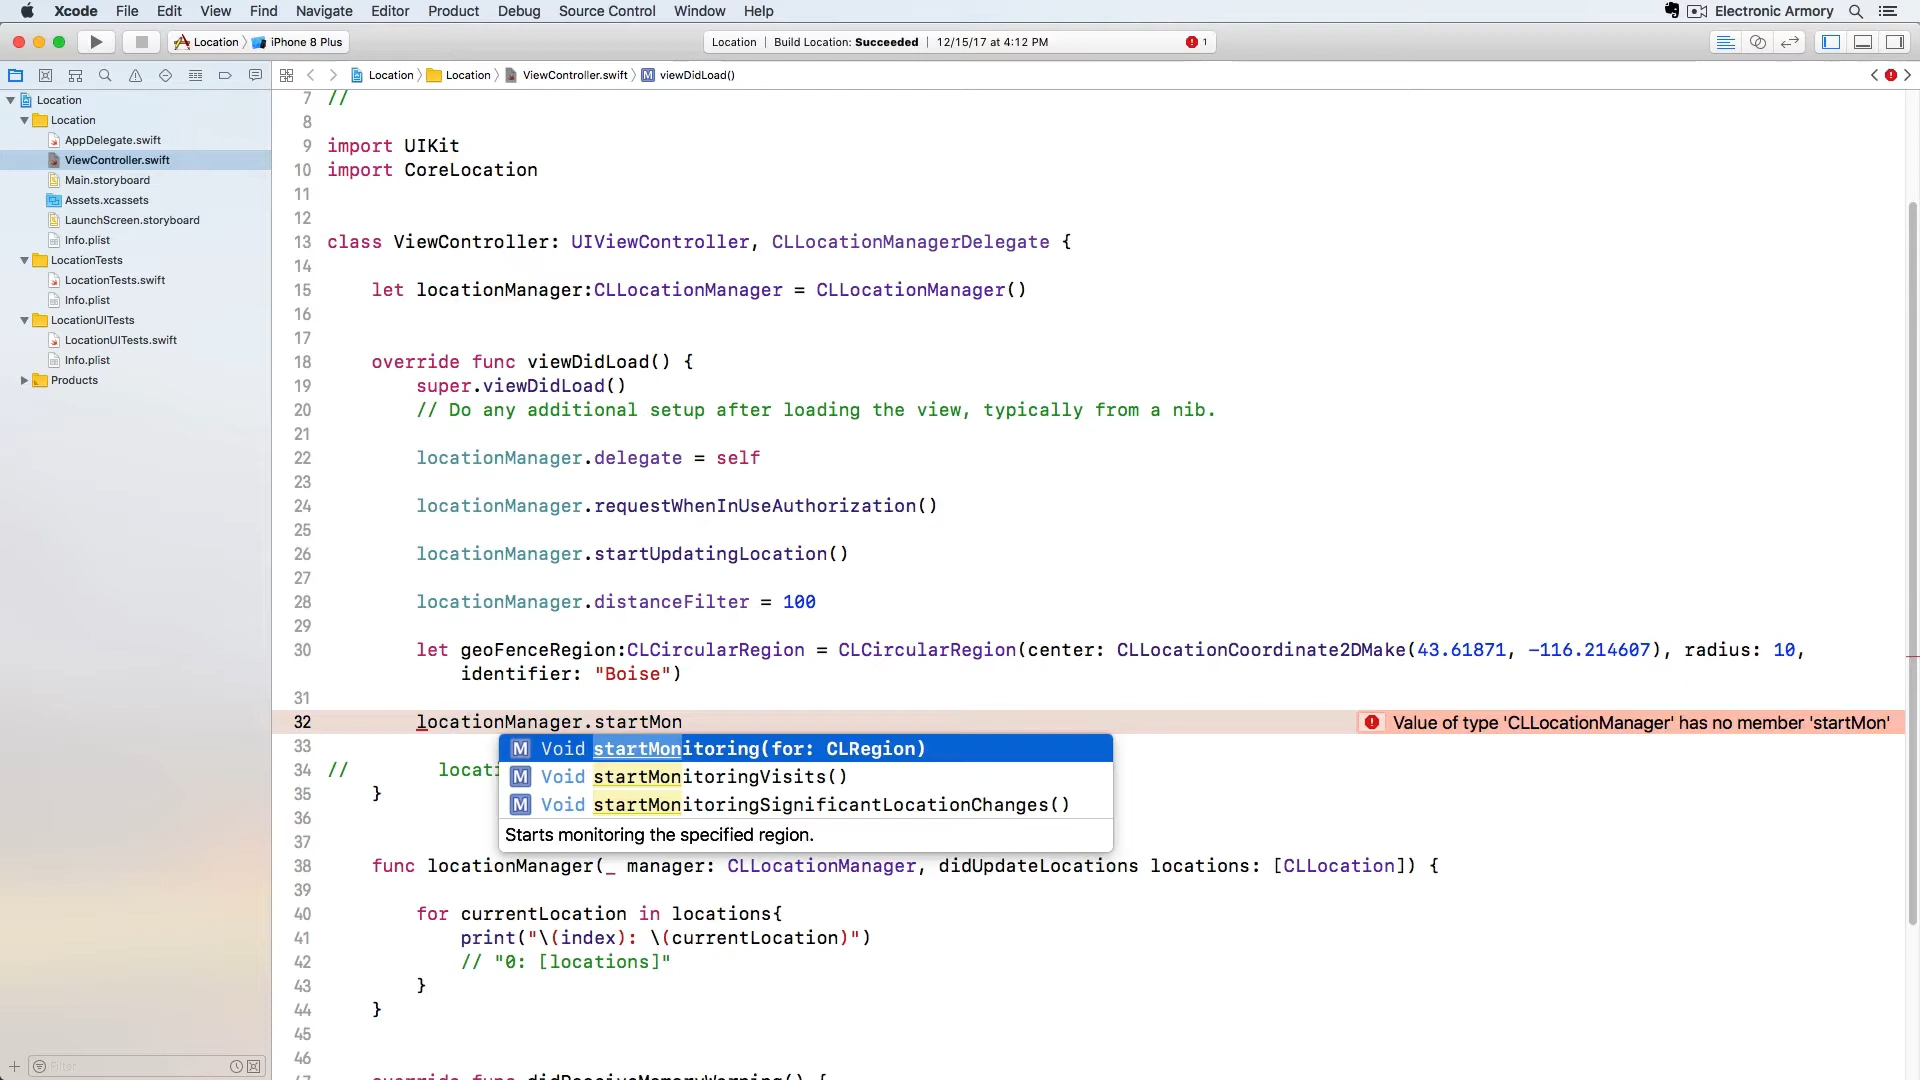 Xcode File Edit View Find Navigate Editor Product Debug Source Control Window Help Electronic Armory
Location iPhone 8 Plus Location | Build Location: Succeeded | 12/15/17 at 4:12 PM 1
Location Location ViewController.swift M viewDidLoad()
Location
Location
AppDelegate.swift
ViewController.swift
Main.storyboard
Assets.xcassets
LaunchScreen.storyboard
Info.plist
LocationTests
LocationTests.swift
Info.plist
LocationUITests
LocationUITests.swift
Info.plist
Products
Filter
7 //
8
9 import UIKit
10 import CoreLocation
11
12
13 class ViewController: UIViewController, CLLocationManagerDelegate {
14
15 let locationManager:CLLocationManager = CLLocationManager()
16
17
18 override func viewDidLoad() {
19 super.viewDidLoad()
20 // Do any additional setup after loading the view, typically from a nib.
21
22 locationManager.delegate = self
23
24 locationManager.requestWhenInUseAuthorization()
25
26 locationManager.startUpdatingLocation()
27
28 locationManager.distanceFilter = 100
29
30 let geoFenceRegion:CLCircularRegion = CLCircularRegion(center: CLLocationCoordinate2DMake(43.61871, -116.214607), radius: 10,
identifier: "Boise")
31
32 locationManager.startMon Value of type 'CLLocationManager' has no member 'startMon'
33
M Void startMonitoring(for: CLRegion)
M Void startMonitoringVisits()
M Void startMonitoringSignificantLocationChanges()
Starts monitoring the specified region.
34 // locati
35 }
36
37
38 func locationManager(_ manager: CLLocationManager, didUpdateLocations locations: [CLLocation]) {
39
40 for currentLocation in locations{
41 print("\(index): \(currentLocation)")
42 // "0: [locations]"
43 }
44 }
45
46
47 override func didReceiveMemoryWarning() {